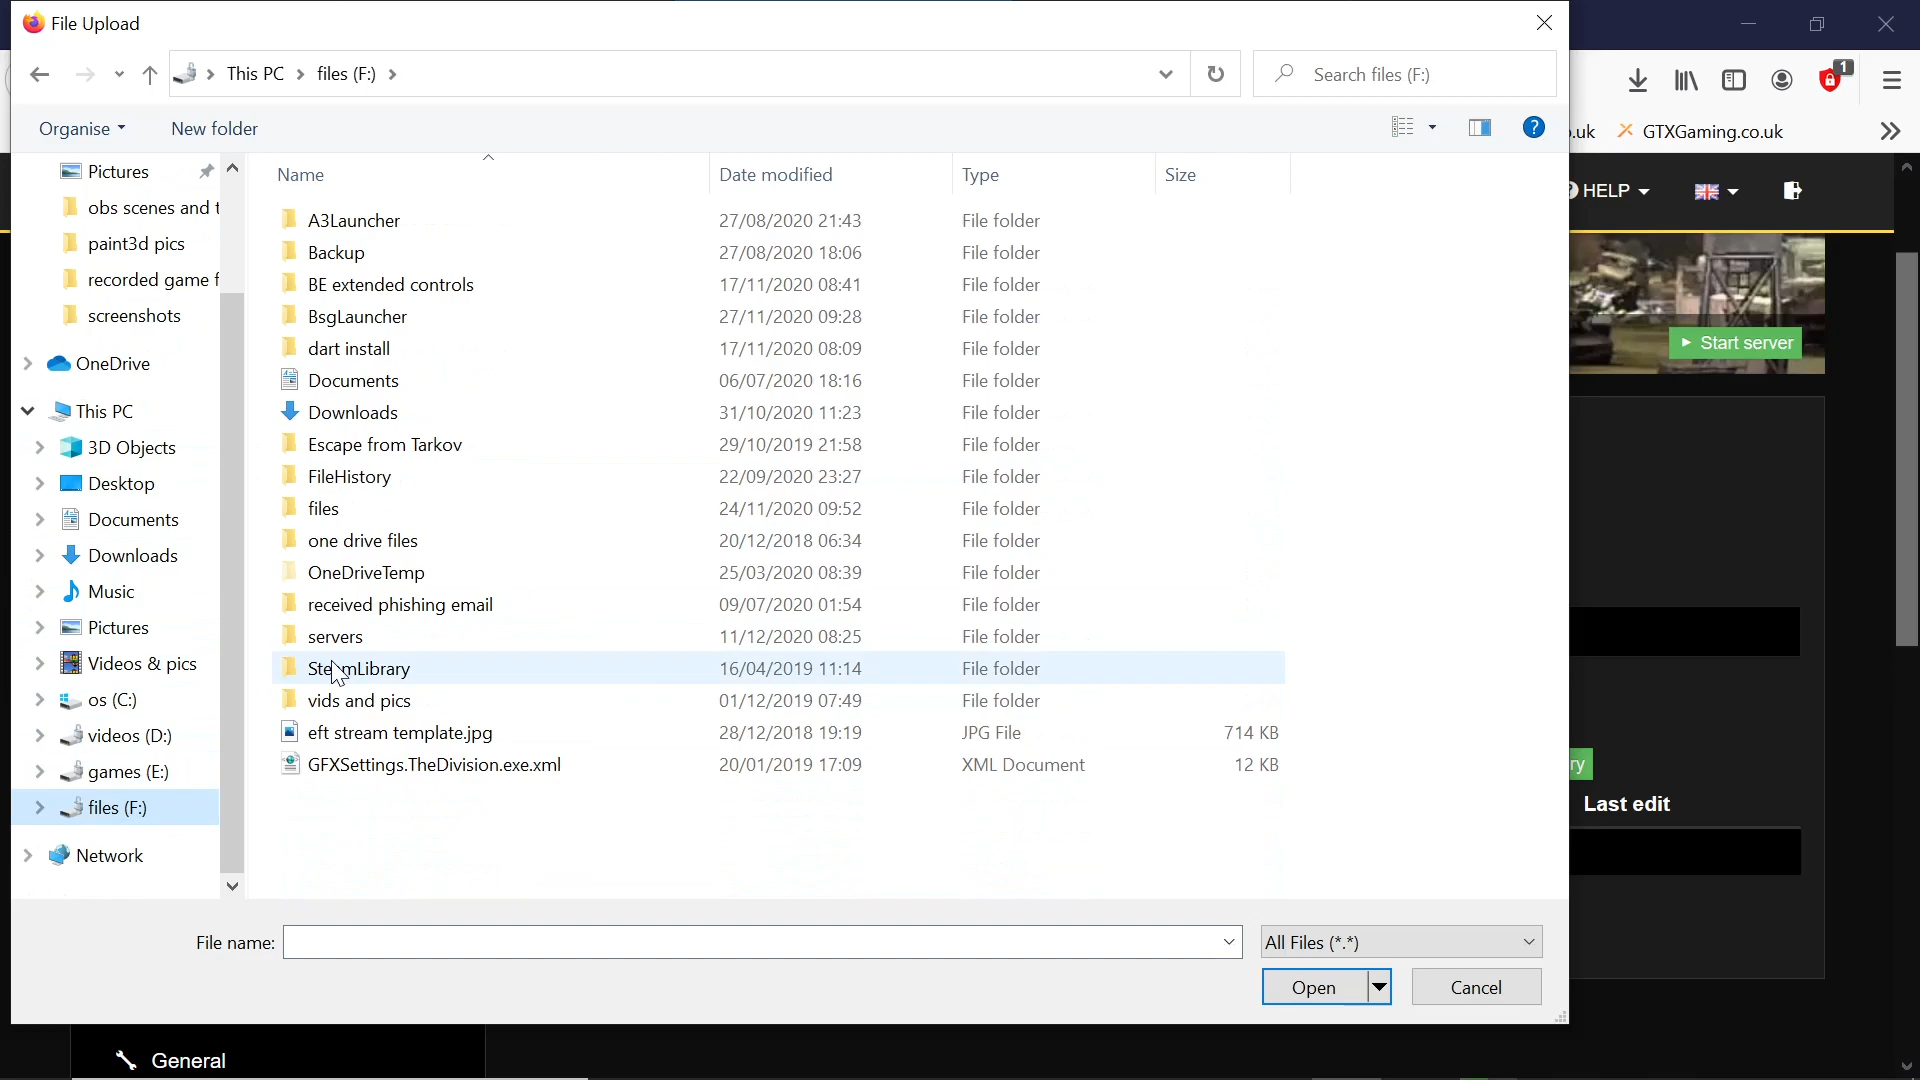 File Upload
This PC > files (F:) >
Search files (F:)
1
.uk GTXGaming.co.uk
Organise New folder
HELP
Pictures
obs scenes and t
paint3d pics
recorded game f
screenshots
OneDrive
This PC
3D Objects
Desktop
Documents
Downloads
Music
Pictures
Videos & pics
os (C:)
videos (D:)
games (E:)
files (F:)
Network
Name Date modified Type Size
A3Launcher 27/08/2020 21:43 File folder
Backup 27/08/2020 18:06 File folder
BE extended controls 17/11/2020 08:41 File folder
BsgLauncher 27/11/2020 09:28 File folder
dart install 17/11/2020 08:09 File folder
Documents 06/07/2020 18:16 File folder
Downloads 31/10/2020 11:23 File folder
Escape from Tarkov 29/10/2019 21:58 File folder
FileHistory 22/09/2020 23:27 File folder
files 24/11/2020 09:52 File folder
one drive files 20/12/2018 06:34 File folder
OneDriveTemp 25/03/2020 08:39 File folder
received phishing email 09/07/2020 01:54 File folder
servers 11/12/2020 08:25 File folder
SteamLibrary 16/04/2019 11:14 File folder
vids and pics 01/12/2019 07:49 File folder
eft stream template.jpg 28/12/2018 19:19 JPG File 714 KB
GFXSettings.TheDivision.exe.xml 20/01/2019 17:09 XML Document 12 KB
Start server
ry
Last edit
File name:
All Files (*.*)
Open
Cancel
General